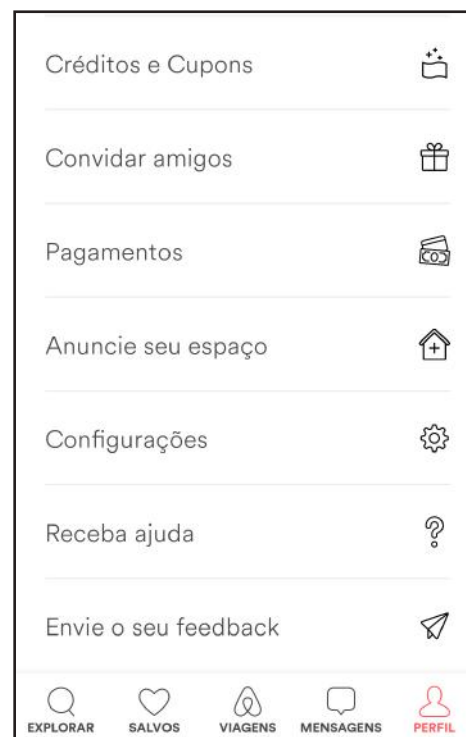 Créditos e Cupons
Convidar amigos
Pagamentos
Anuncie seu espaço
Configurações
Receba ajuda
Envie o seu feedback
EXPLORAR SALVOS VIAGENS MENSAGENS PERFIL